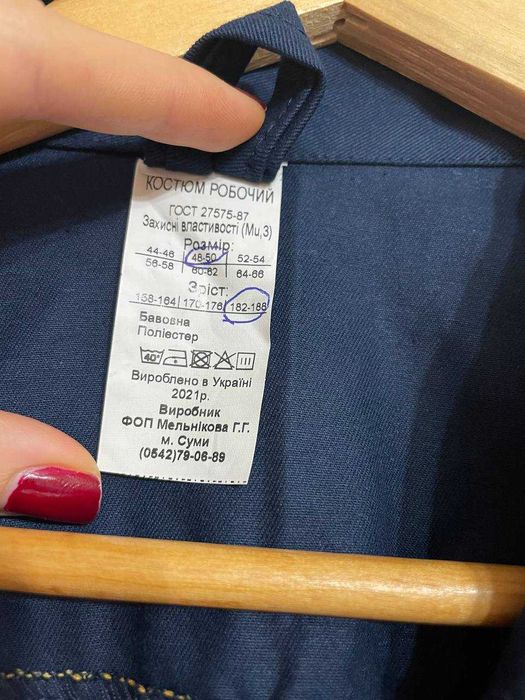 КОСТЮМ РОБОЧИЙ
ГОСТ 27575-87
Захисні властивості (Ми,З)
Розмір:
44-46 48-50 52-54
56-58 60-62 64-66
Зріст:
158-164 170-176 182-188
Бавовна
Поліестер
40°
Вироблено в Україні
2021р.
Виробник
ФОП Мельнікова Г.Г.
м. Суми
(0542)79-06-89